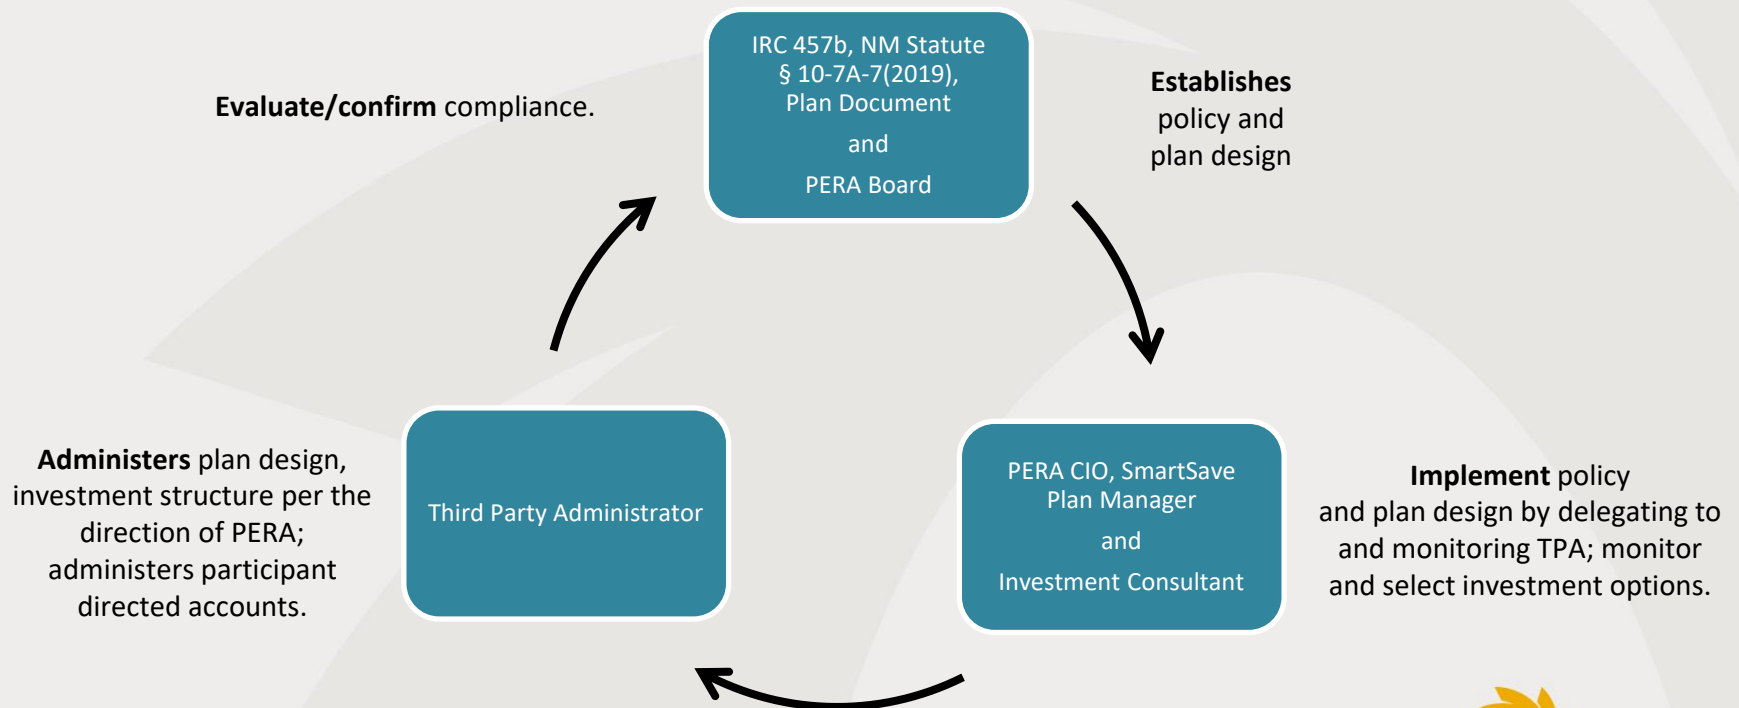 IRC 457b, NM Statute
§ 10-7A-7(2019),
Plan Document
and
PERA Board
Establishes
policy and
plan design
Evaluate/confirm compliance.
PERA CIO, SmartSave
Plan Manager
and
Investment Consultant
Implement policy
and plan design by delegating to
and monitoring TPA; monitor
and select investment options.
Third Party Administrator
Administers plan design,
investment structure per the
direction of PERA;
administers participant
directed accounts.